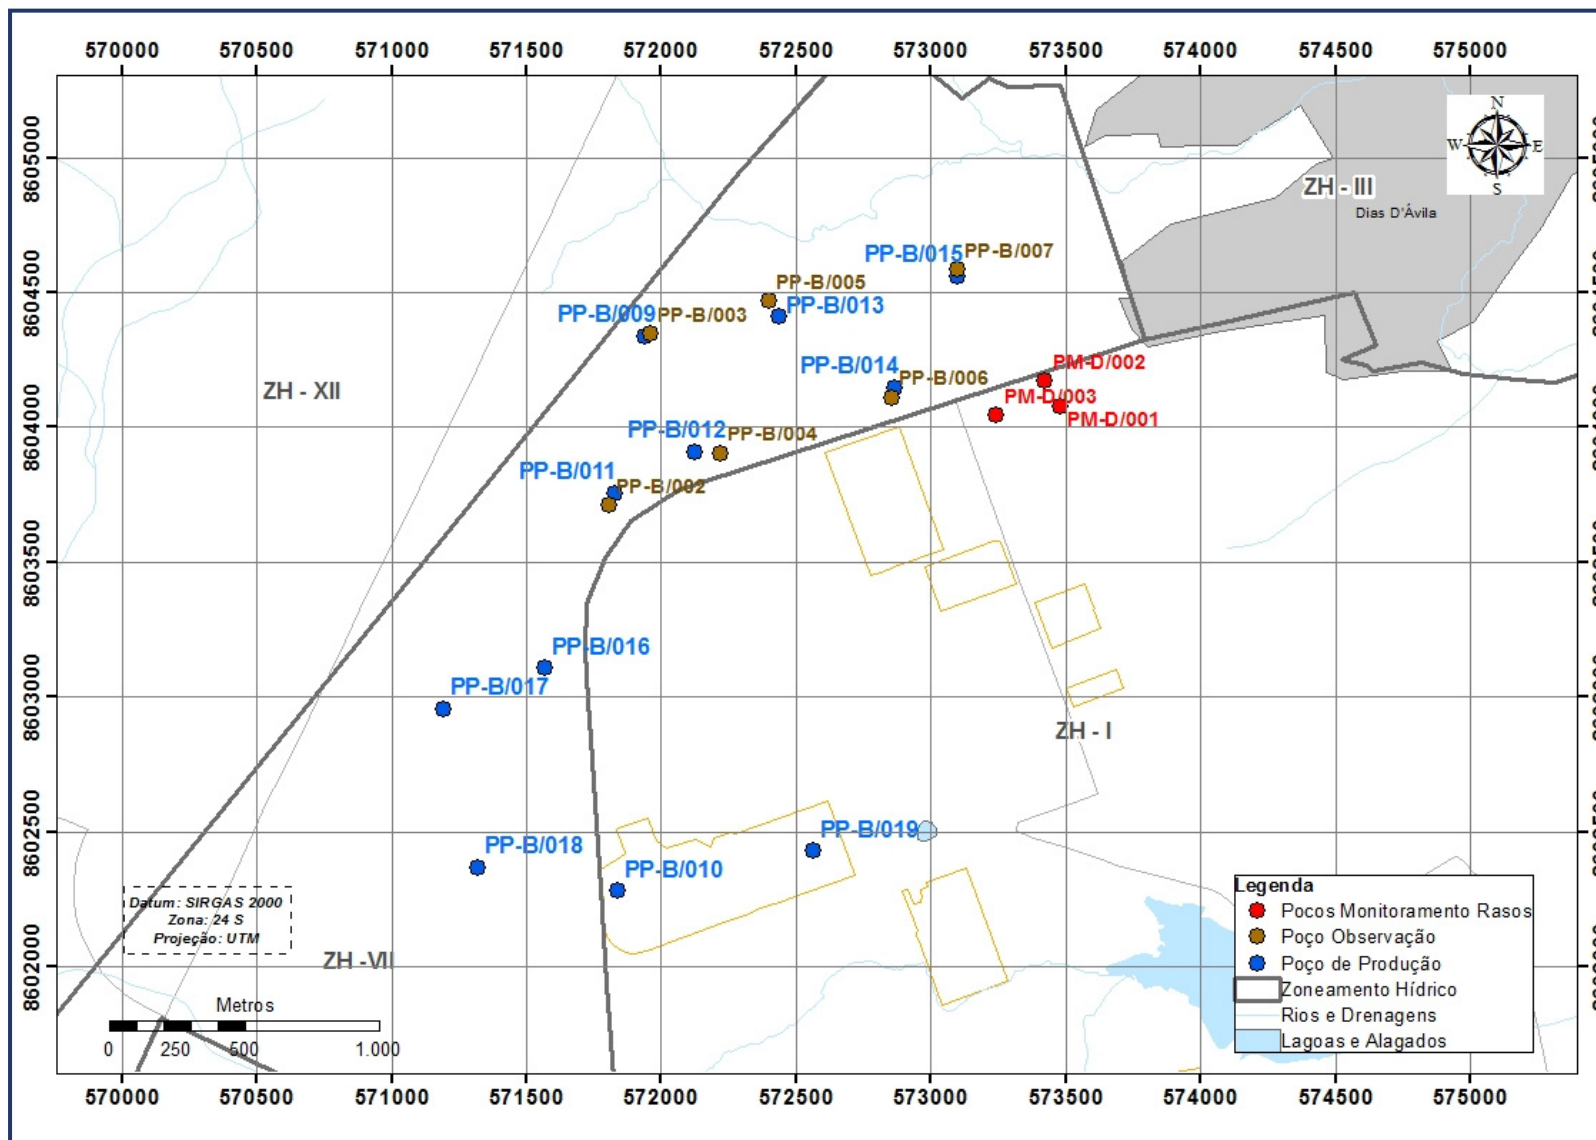 570000 570500 571000 571500 572000 572500 573000 573500 574000 574500 575000
8605000
8604500
8604000
8603500
8603000
8602500
8602000
N
W E
S
ZH - III
Dias D'Ávila
PP-B/015
PP-B/007
PP-B/005
PP-B/009
PP-B/003
PP-B/013
PP-B/014
PP-B/006
PM-D/002
PM-D/003
PM-D/001
ZH - XII
PP-B/012
PP-B/004
PP-B/011
PP-B/002
PP-B/016
PP-B/017
ZH - I
PP-B/019
PP-B/018
PP-B/010
Datum: SIRGAS 2000
Zona: 24 S
Projeção: UTM
ZH -VII
Metros
0 250 500 1.000
Legenda
Pocos Monitoramento Rasos
Poço Observação
Poço de Produção
Zoneamento Hídrico
Rios e Drenagens
Lagoas e Alagados
570000 570500 571000 571500 572000 572500 573000 573500 574000 574500 575000